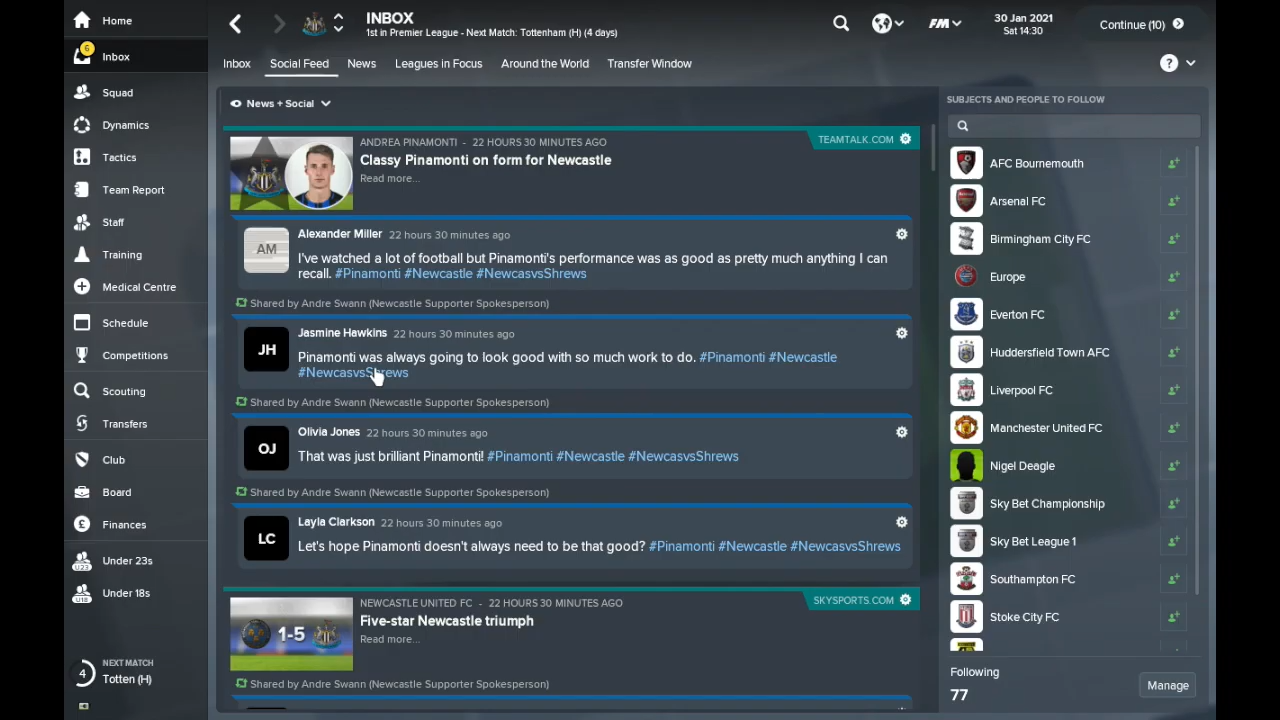 Home
6
Inbox
Squad
Dynamics
Tactics
Team Report
Staff
Training
Medical Centre
Schedule
Competitions
Scouting
Transfers
Club
Board
Finances
U23
Under 23s
U18
Under 18s
4
NEXT MATCH
Totten (H)
INBOX
1st in Premier League - Next Match: Tottenham (H) (4 days)
FM
30 Jan 2021
Sat 14:30
Continue (10)
Inbox
Social Feed
News
Leagues in Focus
Around the World
Transfer Window
?
News + Social
ANDREA PINAMONTI - 22 HOURS 30 MINUTES AGO
TEAMTALK.COM
Classy Pinamonti on form for Newcastle
Read more...
AM
Alexander Miller 22 hours 30 minutes ago
I've watched a lot of football but Pinamonti's performance was as good as pretty much anything I can
recall. #Pinamonti #Newcastle #NewcasvsShrews
Shared by Andre Swann (Newcastle Supporter Spokesperson)
JH
Jasmine Hawkins 22 hours 30 minutes ago
Pinamonti was always going to look good with so much work to do. #Pinamonti #Newcastle
#NewcasvsShrews
Shared by Andre Swann (Newcastle Supporter Spokesperson)
OJ
Olivia Jones 22 hours 30 minutes ago
That was just brilliant Pinamonti! #Pinamonti #Newcastle #NewcasvsShrews
Shared by Andre Swann (Newcastle Supporter Spokesperson)
LC
Layla Clarkson 22 hours 30 minutes ago
Let's hope Pinamonti doesn't always need to be that good? #Pinamonti #Newcastle #NewcasvsShrews
NEWCASTLE UNITED FC - 22 HOURS 30 MINUTES AGO
SKYSPORTS.COM
1-5
Five-star Newcastle triumph
Read more...
Shared by Andre Swann (Newcastle Supporter Spokesperson)
SUBJECTS AND PEOPLE TO FOLLOW
AFC Bournemouth
Arsenal FC
Birmingham City FC
Europe
Everton FC
Huddersfield Town AFC
Liverpool FC
Manchester United FC
Nigel Deagle
Sky Bet Championship
Sky Bet League 1
Southampton FC
Stoke City FC
Following
77
Manage